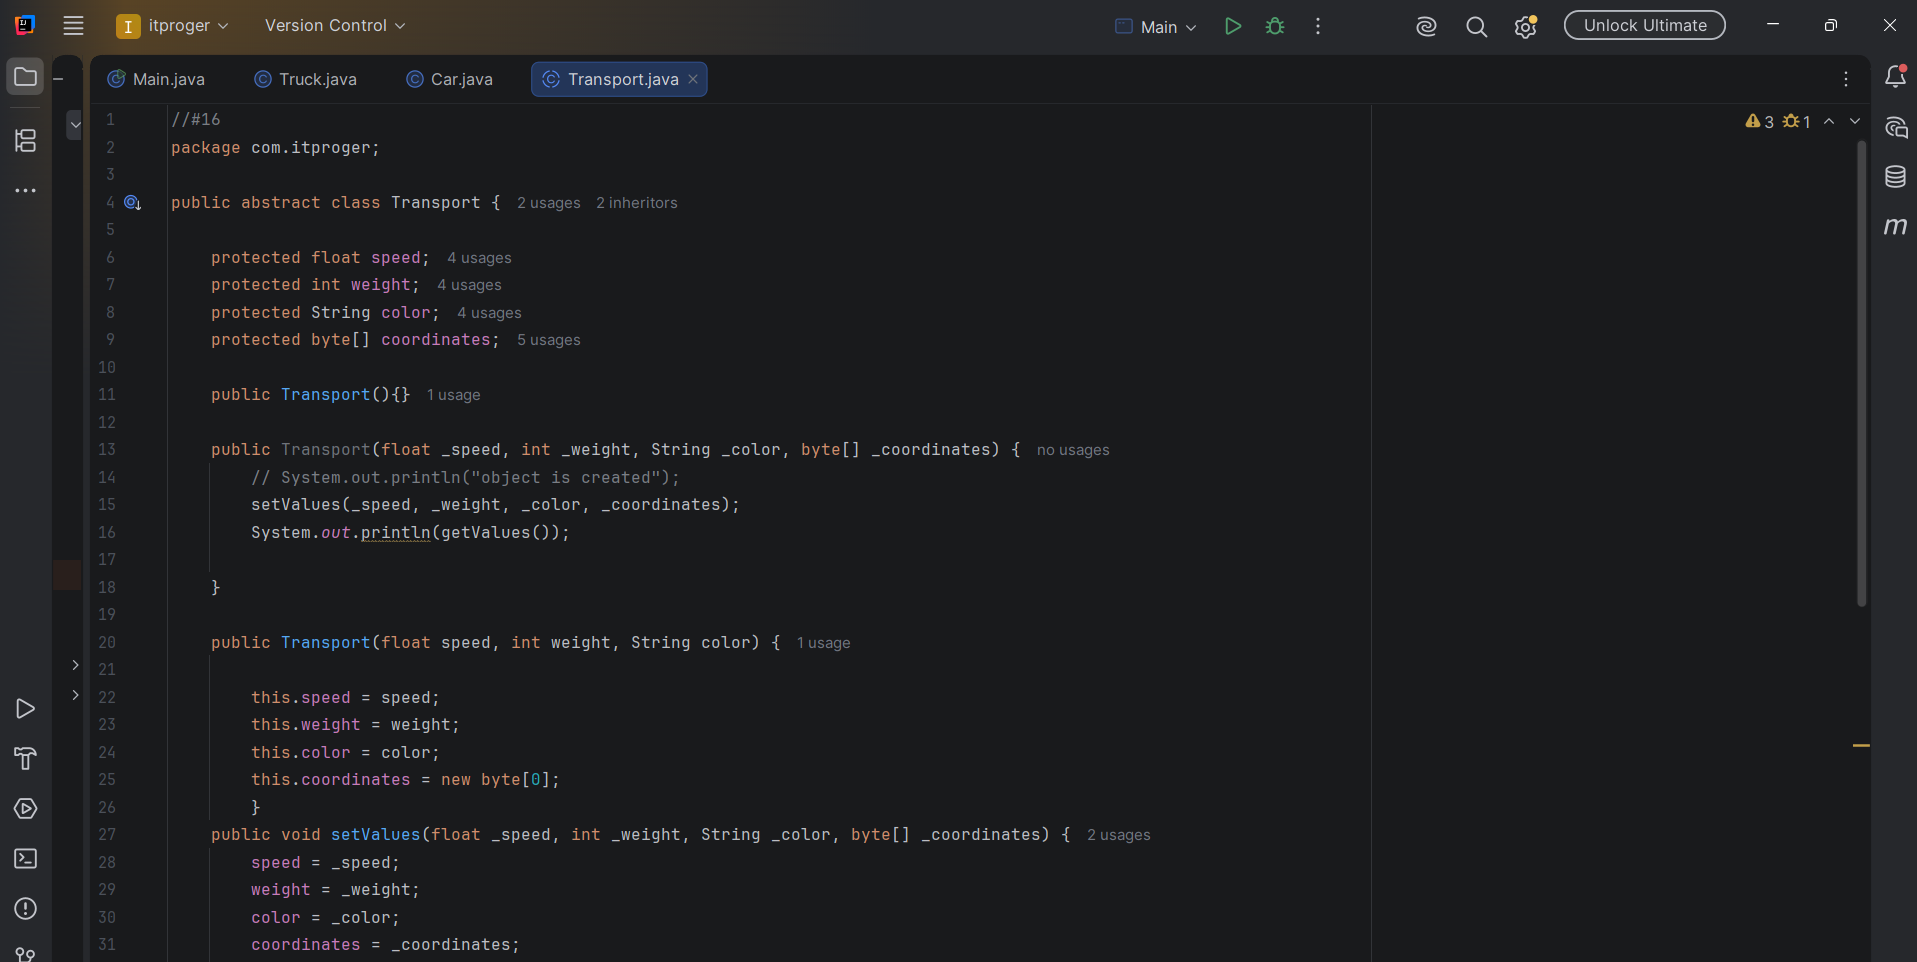 I itproger Version Control Main Unlock Ultimate
Main.java Truck.java Car.java Transport.java
3 1
1 //#16
2 package com.itproger;
3
4 public abstract class Transport { 2 usages 2 inheritors
5
6 protected float speed; 4 usages
7 protected int weight; 4 usages
8 protected String color; 4 usages
9 protected byte[] coordinates; 5 usages
10
11 public Transport(){} 1 usage
12
13 public Transport(float _speed, int _weight, String _color, byte[] _coordinates) { no usages
14 // System.out.println("object is created");
15 setValues(_speed, _weight, _color, _coordinates);
16 System.out.println(getValues());
17
18 }
19
20 public Transport(float speed, int weight, String color) { 1 usage
21
22 this.speed = speed;
23 this.weight = weight;
24 this.color = color;
25 this.coordinates = new byte[0];
26 }
27 public void setValues(float _speed, int _weight, String _color, byte[] _coordinates) { 2 usages
28 speed = _speed;
29 weight = _weight;
30 color = _color;
31 coordinates = _coordinates;
m